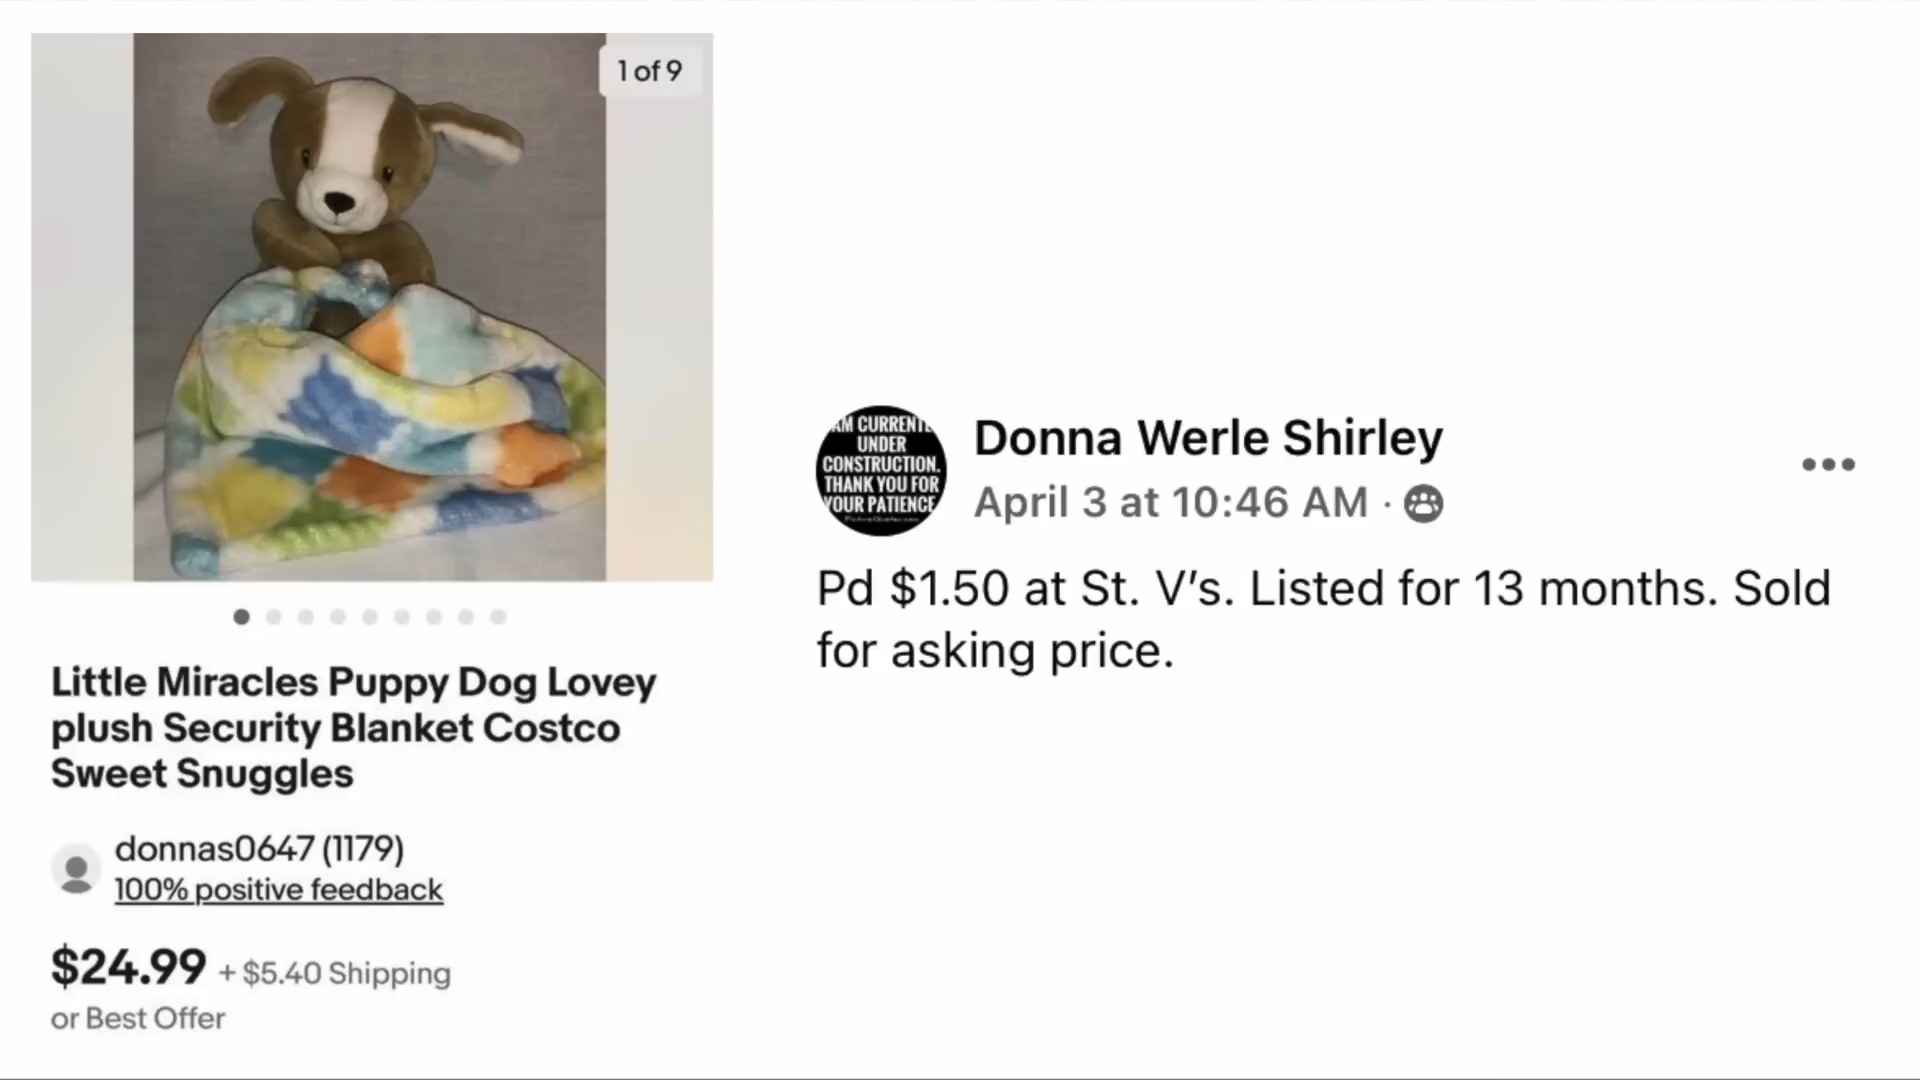 1 of 9
Little Miracles Puppy Dog Lovey
plush Security Blanket Costco
Sweet Snuggles
donnas0647 (1179)
100% positive feedback
$24.99 + $5.40 Shipping
or Best Offer
AM CURRENTL
UNDER
CONSTRUCTION.
THANK YOU FOR
YOUR PATIENCE
Donna Werle Shirley
April 3 at 10:46 AM ·
Pd $1.50 at St. V's. Listed for 13 months. Sold
for asking price.